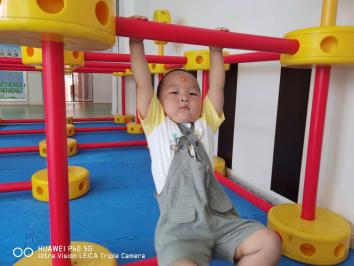 HUAWEI P40 5G
Ultra Vision LEICA Triple Camera